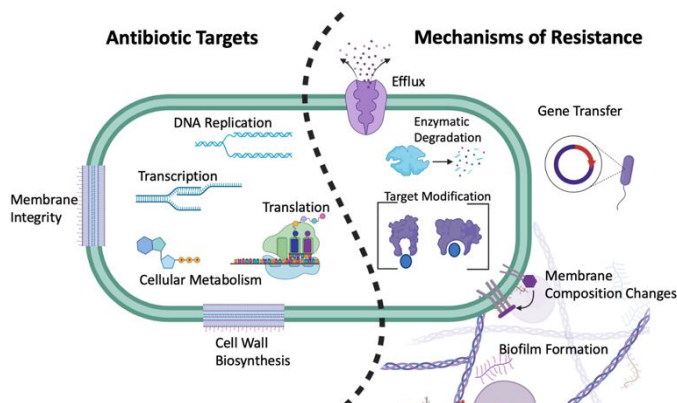 Antibiotic Targets
Mechanisms of Resistance
Efflux
DNA Replication
Enzymatic
Degradation
Gene Transfer
Transcription
Target Modification
Membrane
Integrity
Translation
Cellular Metabolism
Membrane
Composition Changes
Cell Wall
Biosynthesis
Biofilm Formation